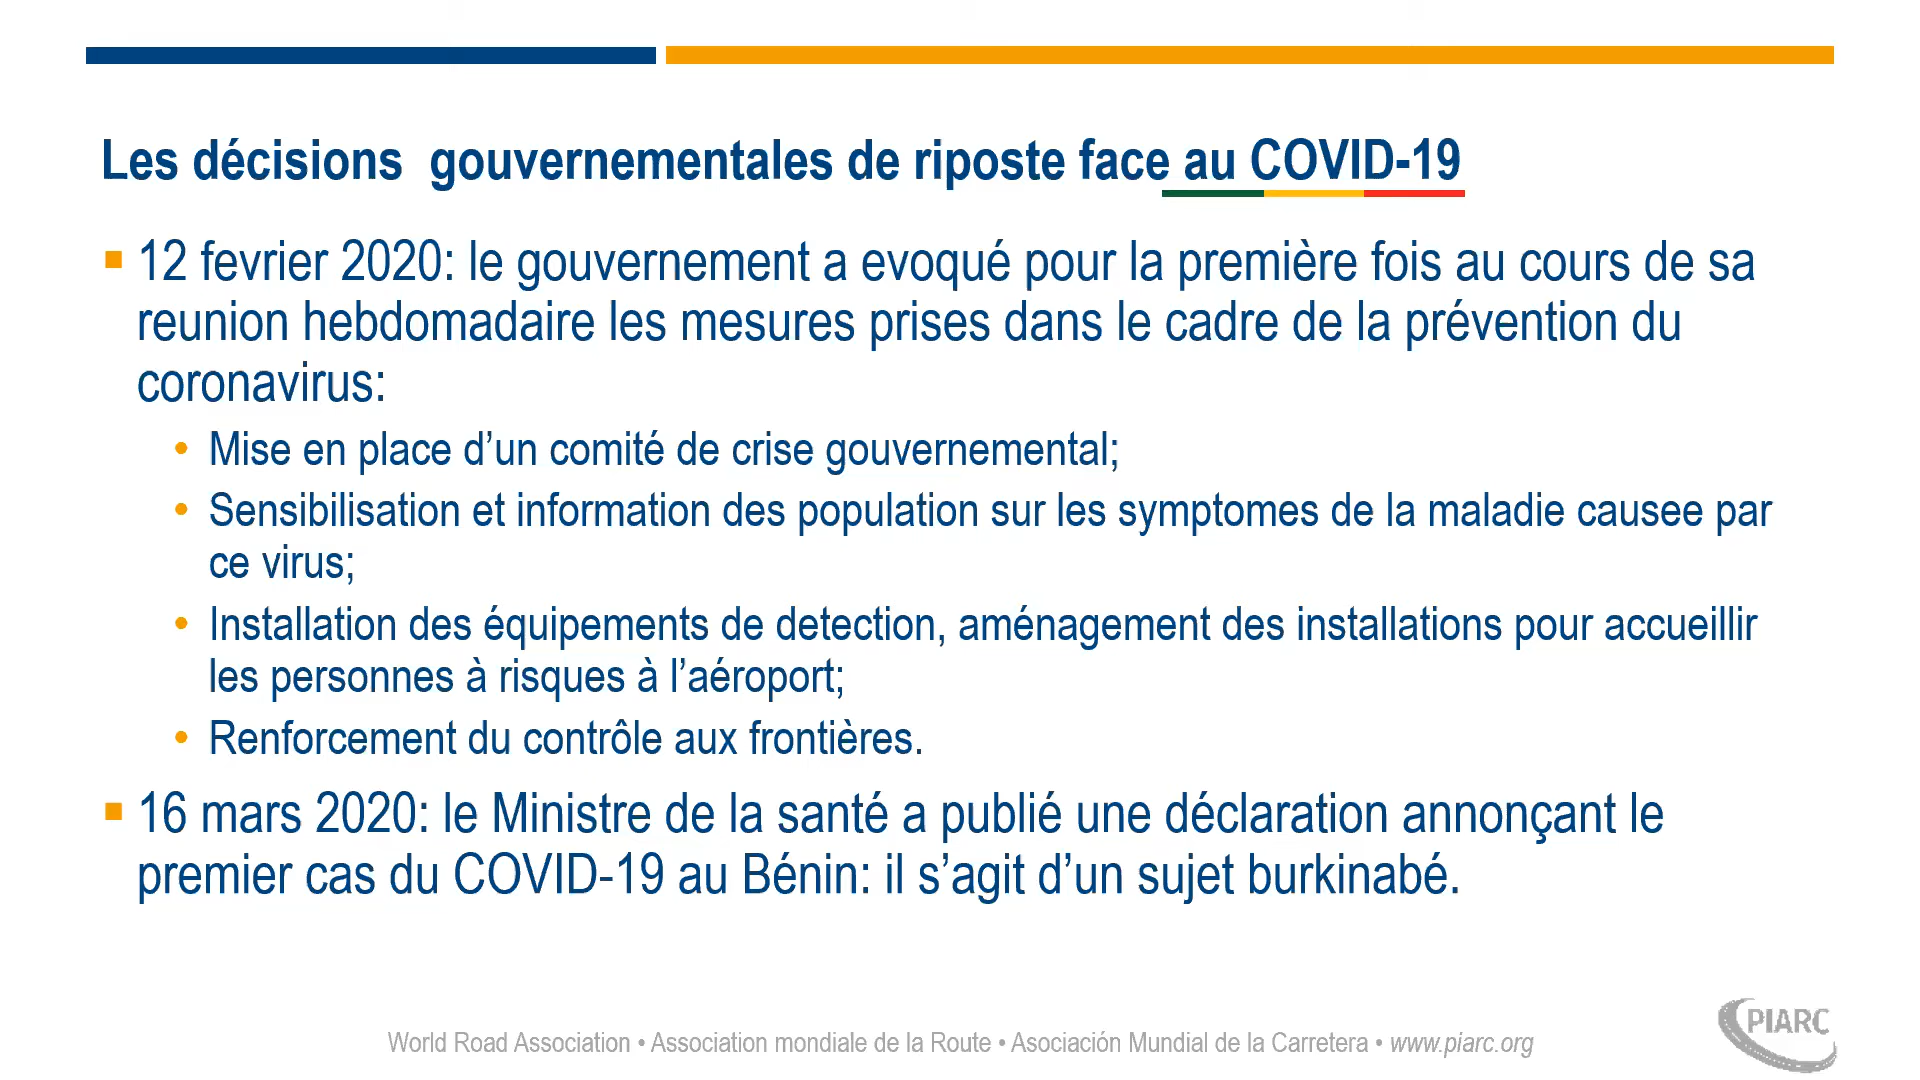 Les décisions  gouvernementales de riposte face au COVID-19
▪ 12 fevrier 2020: le gouvernement a evoqué pour la première fois au cours de sa
reunion hebdomadaire les mesures prises dans le cadre de la prévention du
coronavirus:
• Mise en place d’un comité de crise gouvernemental;
• Sensibilisation et information des population sur les symptomes de la maladie causee par
ce virus;
• Installation des équipements de detection, aménagement des installations pour accueillir
les personnes à risques à l’aéroport;
• Renforcement du contrôle aux frontières.
▪ 16 mars 2020: le Ministre de la santé a publié une déclaration annonçant le
premier cas du COVID-19 au Bénin: il s’agit d’un sujet burkinabé.
World Road Association • Association mondiale de la Route • Asociación Mundial de la Carretera • www.piarc.org
PIARC